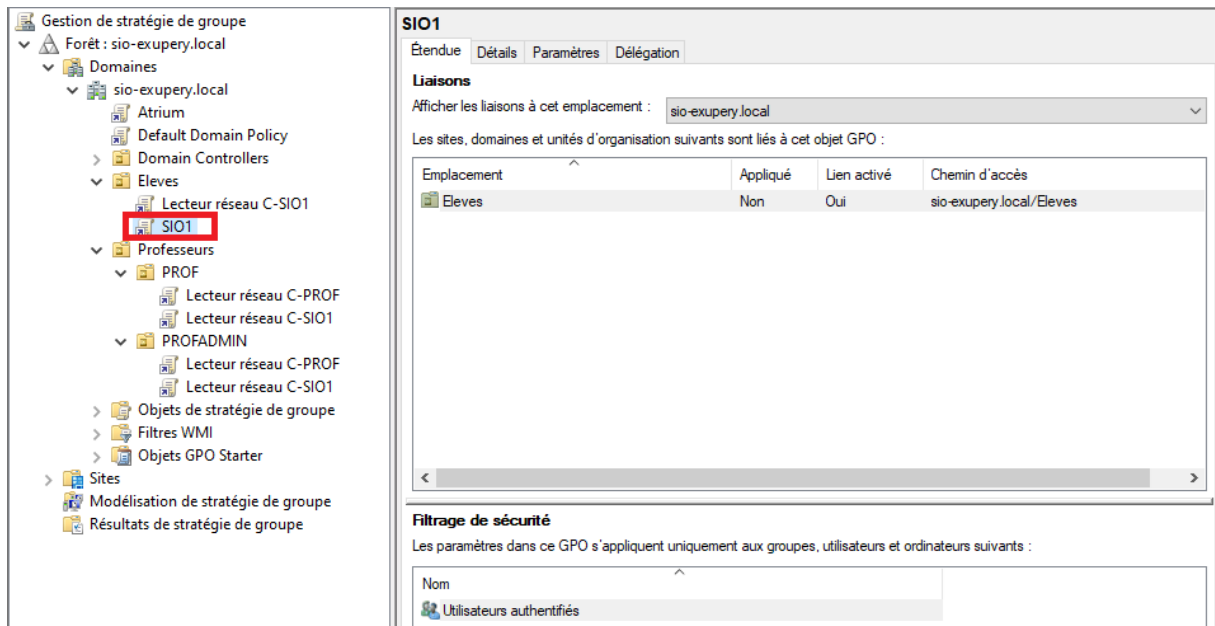 Gestion de stratégie de groupe
Forêt : sio-exupery.local
Domaines
sio-exupery.local
Atrium
Default Domain Policy
Domain Controllers
Eleves
Lecteur réseau C-SIO1
SIO1
Professeurs
PROF
Lecteur réseau C-PROF
Lecteur réseau C-SIO1
PROFADMIN
Lecteur réseau C-PROF
Lecteur réseau C-SIO1
Objets de stratégie de groupe
Filtres WMI
Objets GPO Starter
Sites
Modélisation de stratégie de groupe
Résultats de stratégie de groupe
SIO1
Étendue Détails Paramètres Délégation
Liaisons
Afficher les liaisons à cet emplacement : sio-exupery.local
Les sites, domaines et unités d'organisation suivants sont liés à cet objet GPO :
Emplacement Appliqué Lien activé Chemin d'accès
Eleves Non Oui sio-exupery.local/Eleves
Filtrage de sécurité
Les paramètres dans ce GPO s'appliquent uniquement aux groupes, utilisateurs et ordinateurs suivants :
Nom
Utilisateurs authentifiés